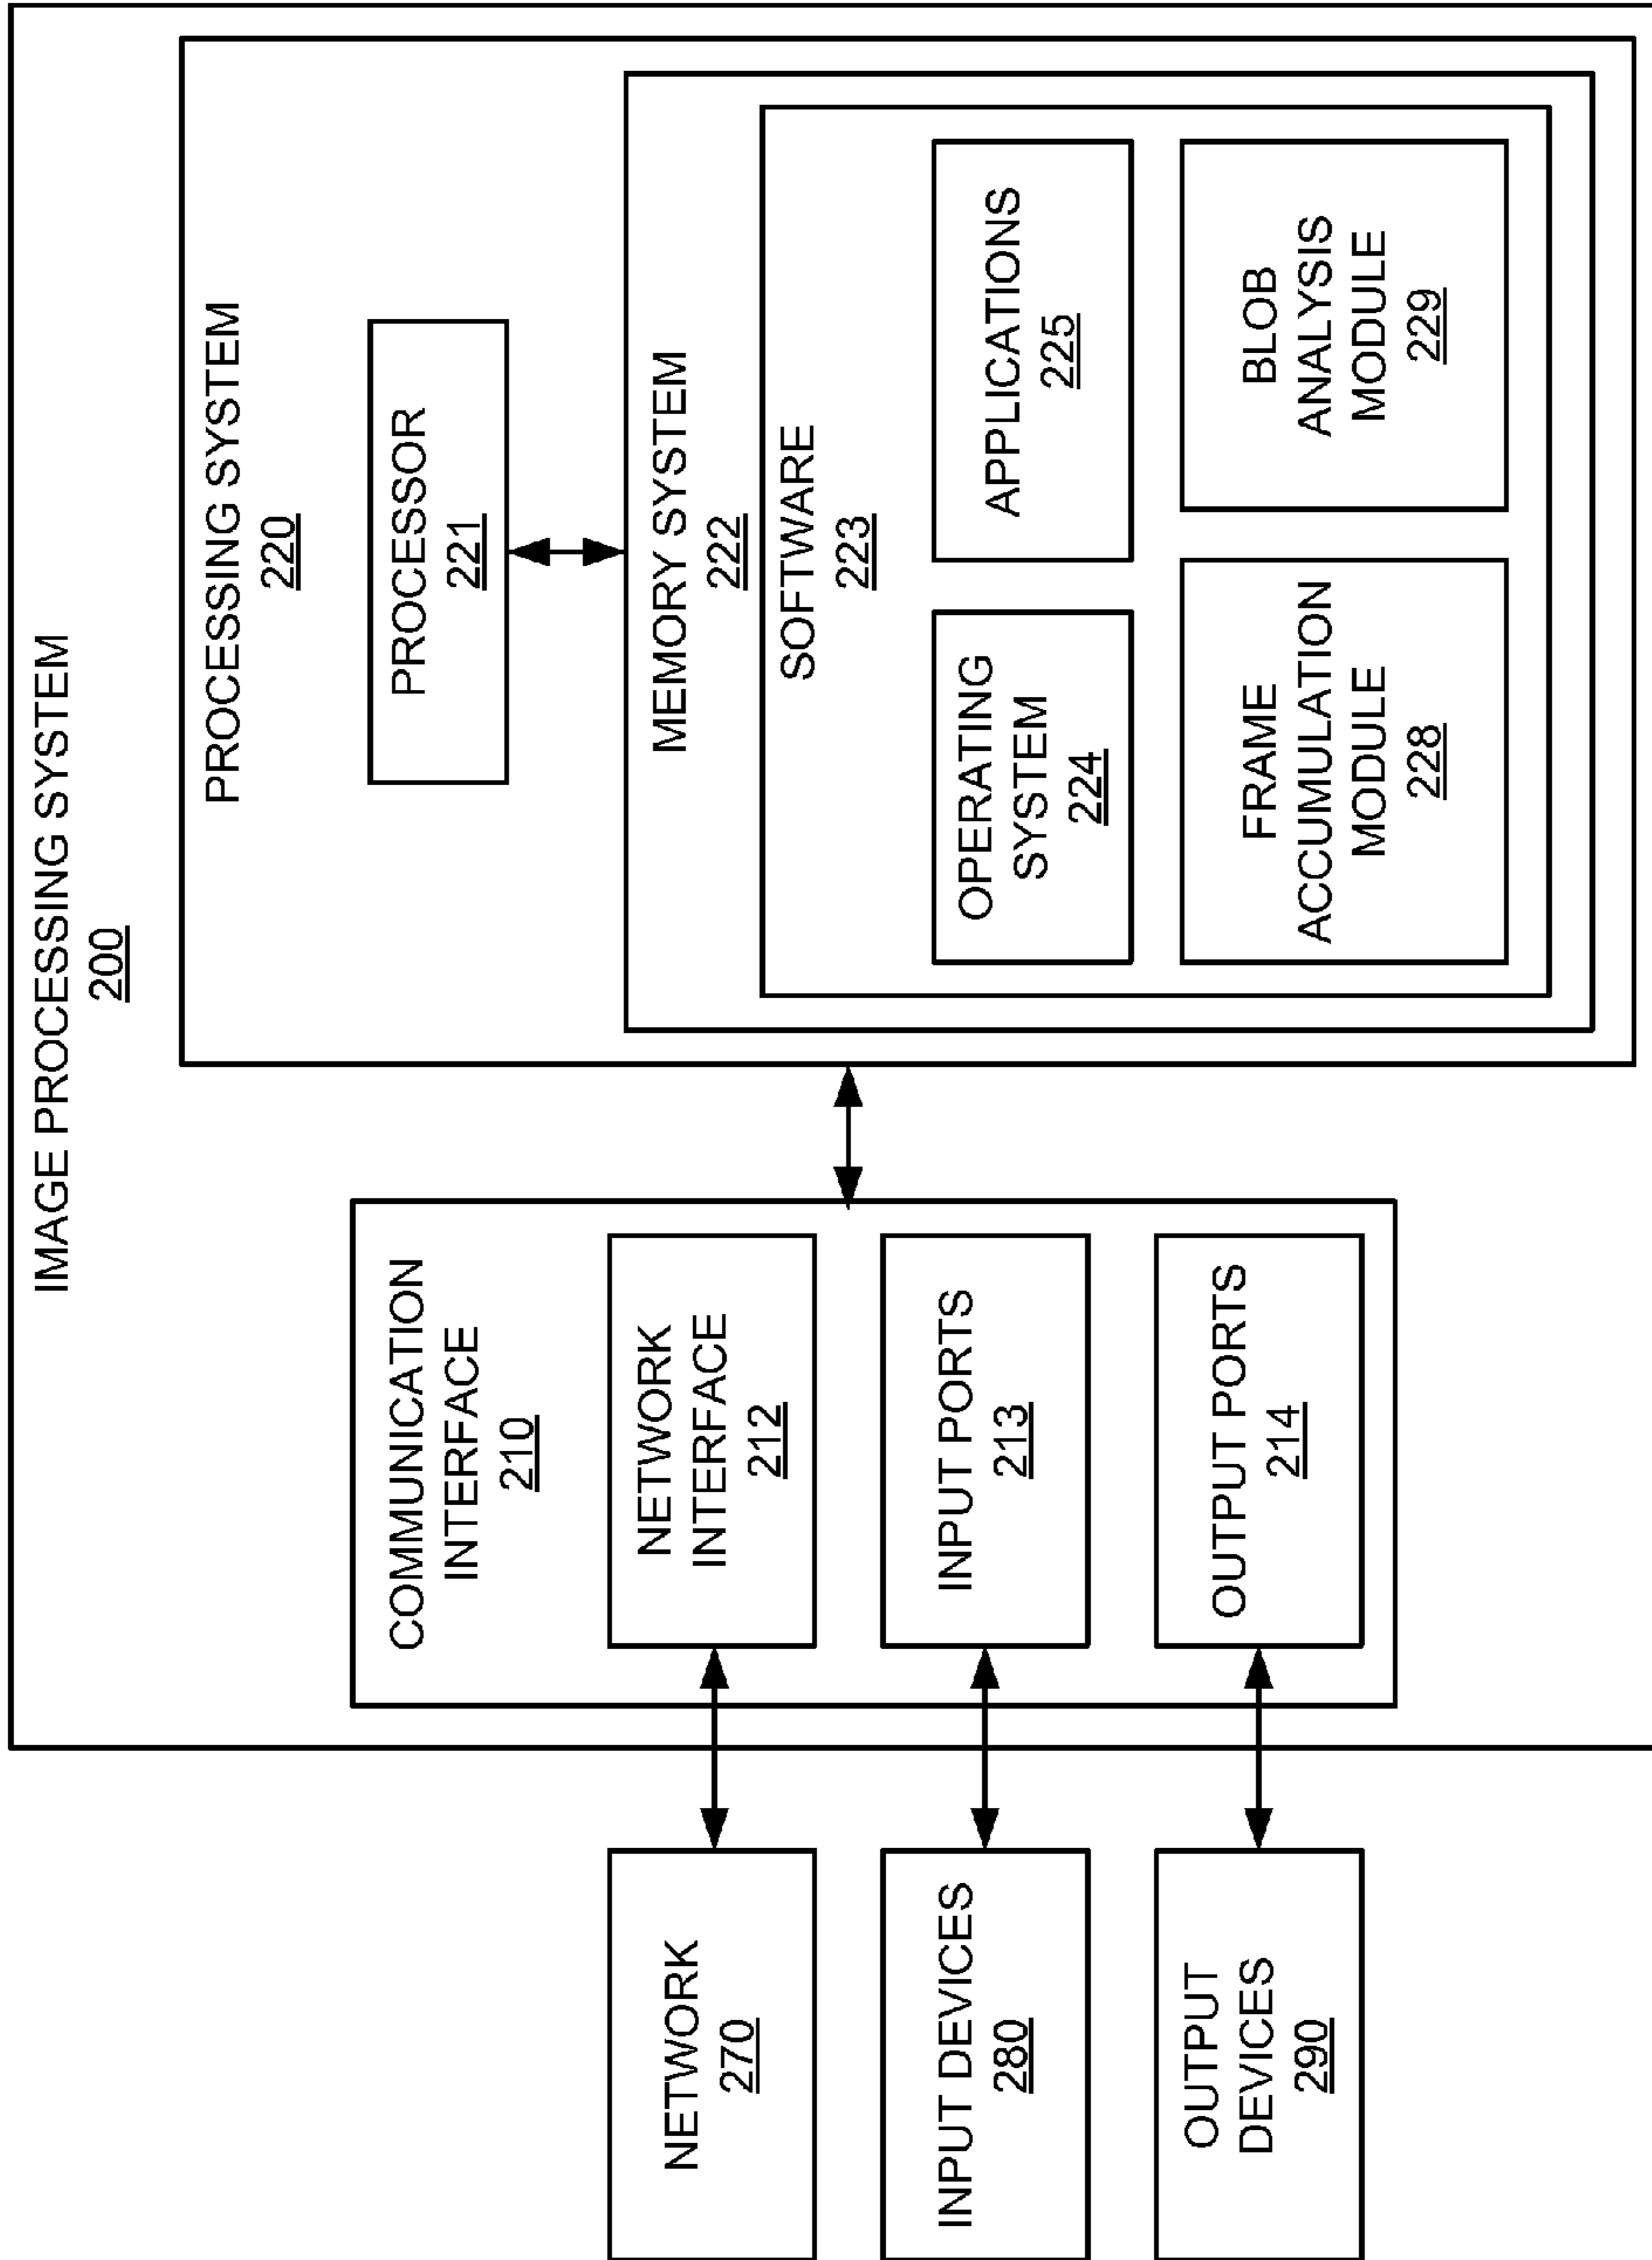 IMAGE PROCESSING SYSTEM
200
NETWORK
270
INPUT DEVICES
280
OUTPUT
DEVICES
290
COMMUNICATION
INTERFACE
210
NETWORK
INTERFACE
212
INPUT PORTS
213
OUTPUT PORTS
214
PROCESSING SYSTEM
220
PROCESSOR
221
MEMORY SYSTEM
222
SOFTWARE
223
OPERATING
SYSTEM
224
APPLICATIONS
225
FRAME
ACCUMULATION
MODULE
228
BLOB
ANALYSIS
MODULE
229